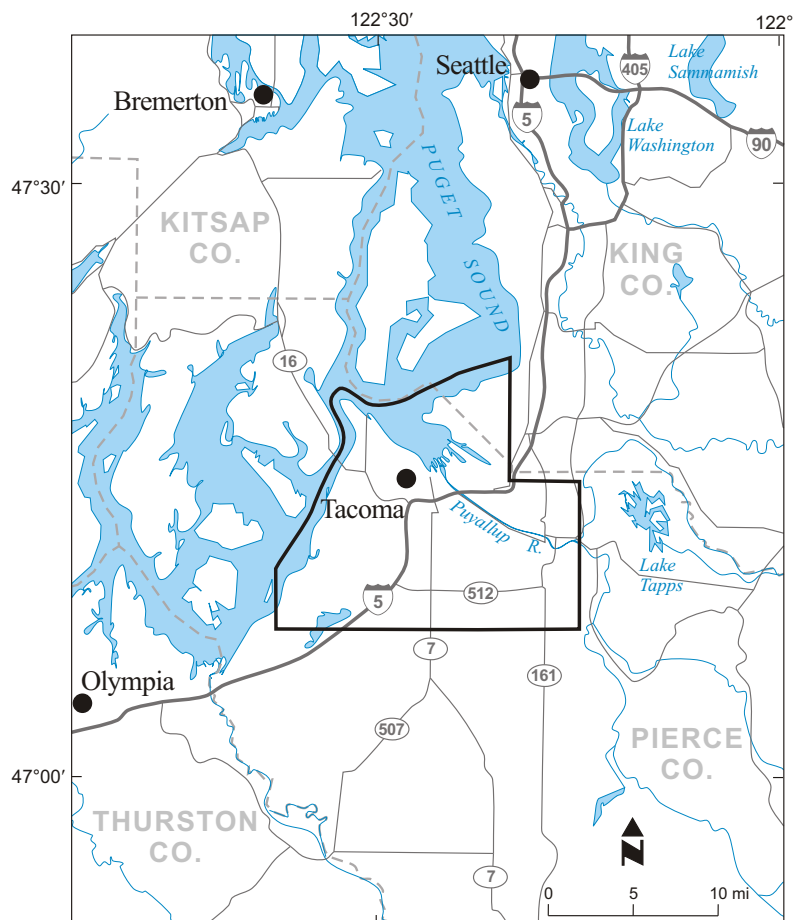 122°30'
122°
Seattle
405
Lake
Sammamish
Bremerton
5
Lake
Washington
90
47°30'
PUGET SOUND
KITSAP
CO.
KING
CO.
16
Tacoma
Puyallup R.
Lake
Tapps
5
512
7
Olympia
161
507
PIERCE
CO.
47°00'
THURSTON
CO.
N
7
0 5 10 mi